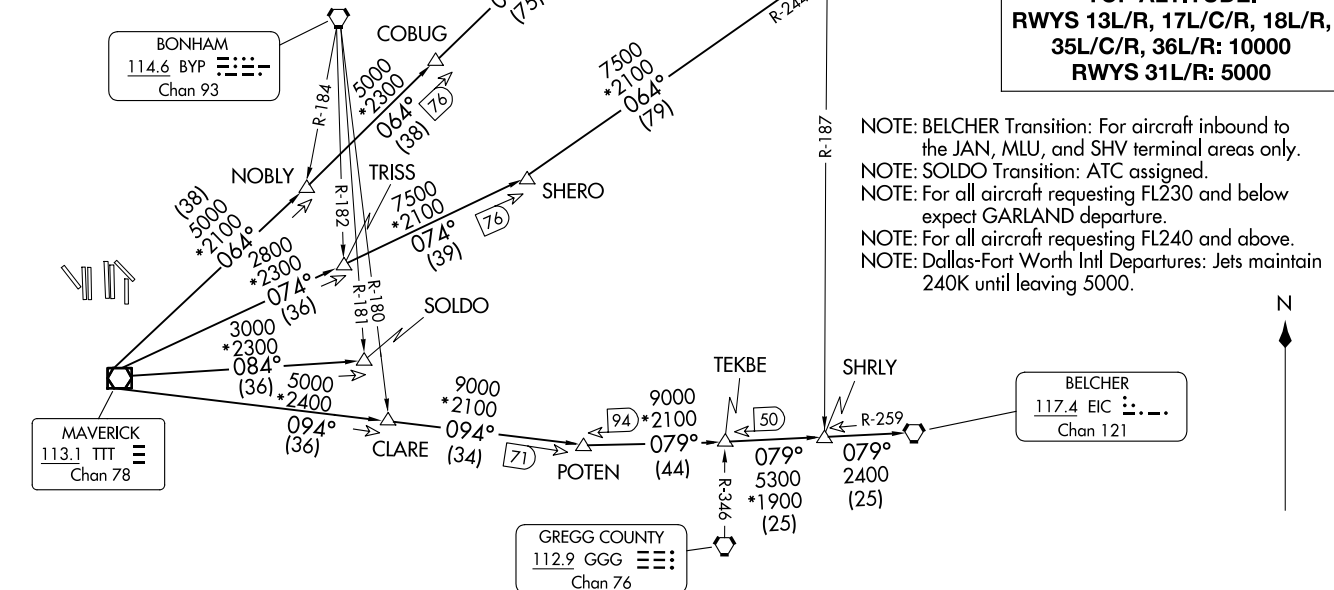 (75)
R-244
RWYS 13L/R, 17L/C/R, 18L/R,
35L/C/R, 36L/R: 10000
RWYS 31L/R: 5000
BONHAM
114.6 BYP
Chan 93
COBUG
5000
*2300
064°
(38)
76
7500
*2100
064°
(79)
R-184
R-187
NOTE: BELCHER Transition: For aircraft inbound to
the JAN, MLU, and SHV terminal areas only.
NOTE: SOLDO Transition: ATC assigned.
NOTE: For all aircraft requesting FL230 and below
expect GARLAND departure.
NOTE: For all aircraft requesting FL240 and above.
NOTE: Dallas-Fort Worth Intl Departures: Jets maintain
240K until leaving 5000.
NOBLY
TRISS
R-182
SHERO
7500
*2100
074°
(39)
76
(38)
5000
*2100
064°
2800
*2300
074°
(36)
R-181
R-180
SOLDO
N
3000
*2300
084°
(36)
5000
*2400
094°
(36)
CLARE
9000
*2100
094°
(34)
71
POTEN
94
9000
*2100
079°
(44)
TEKBE
50
SHRLY
R-259
079°
5300
*1900
(25)
079°
2400
(25)
BELCHER
117.4 EIC
Chan 121
MAVERICK
113.1 TTT
Chan 78
R-346
GREGG COUNTY
112.9 GGG
Chan 76